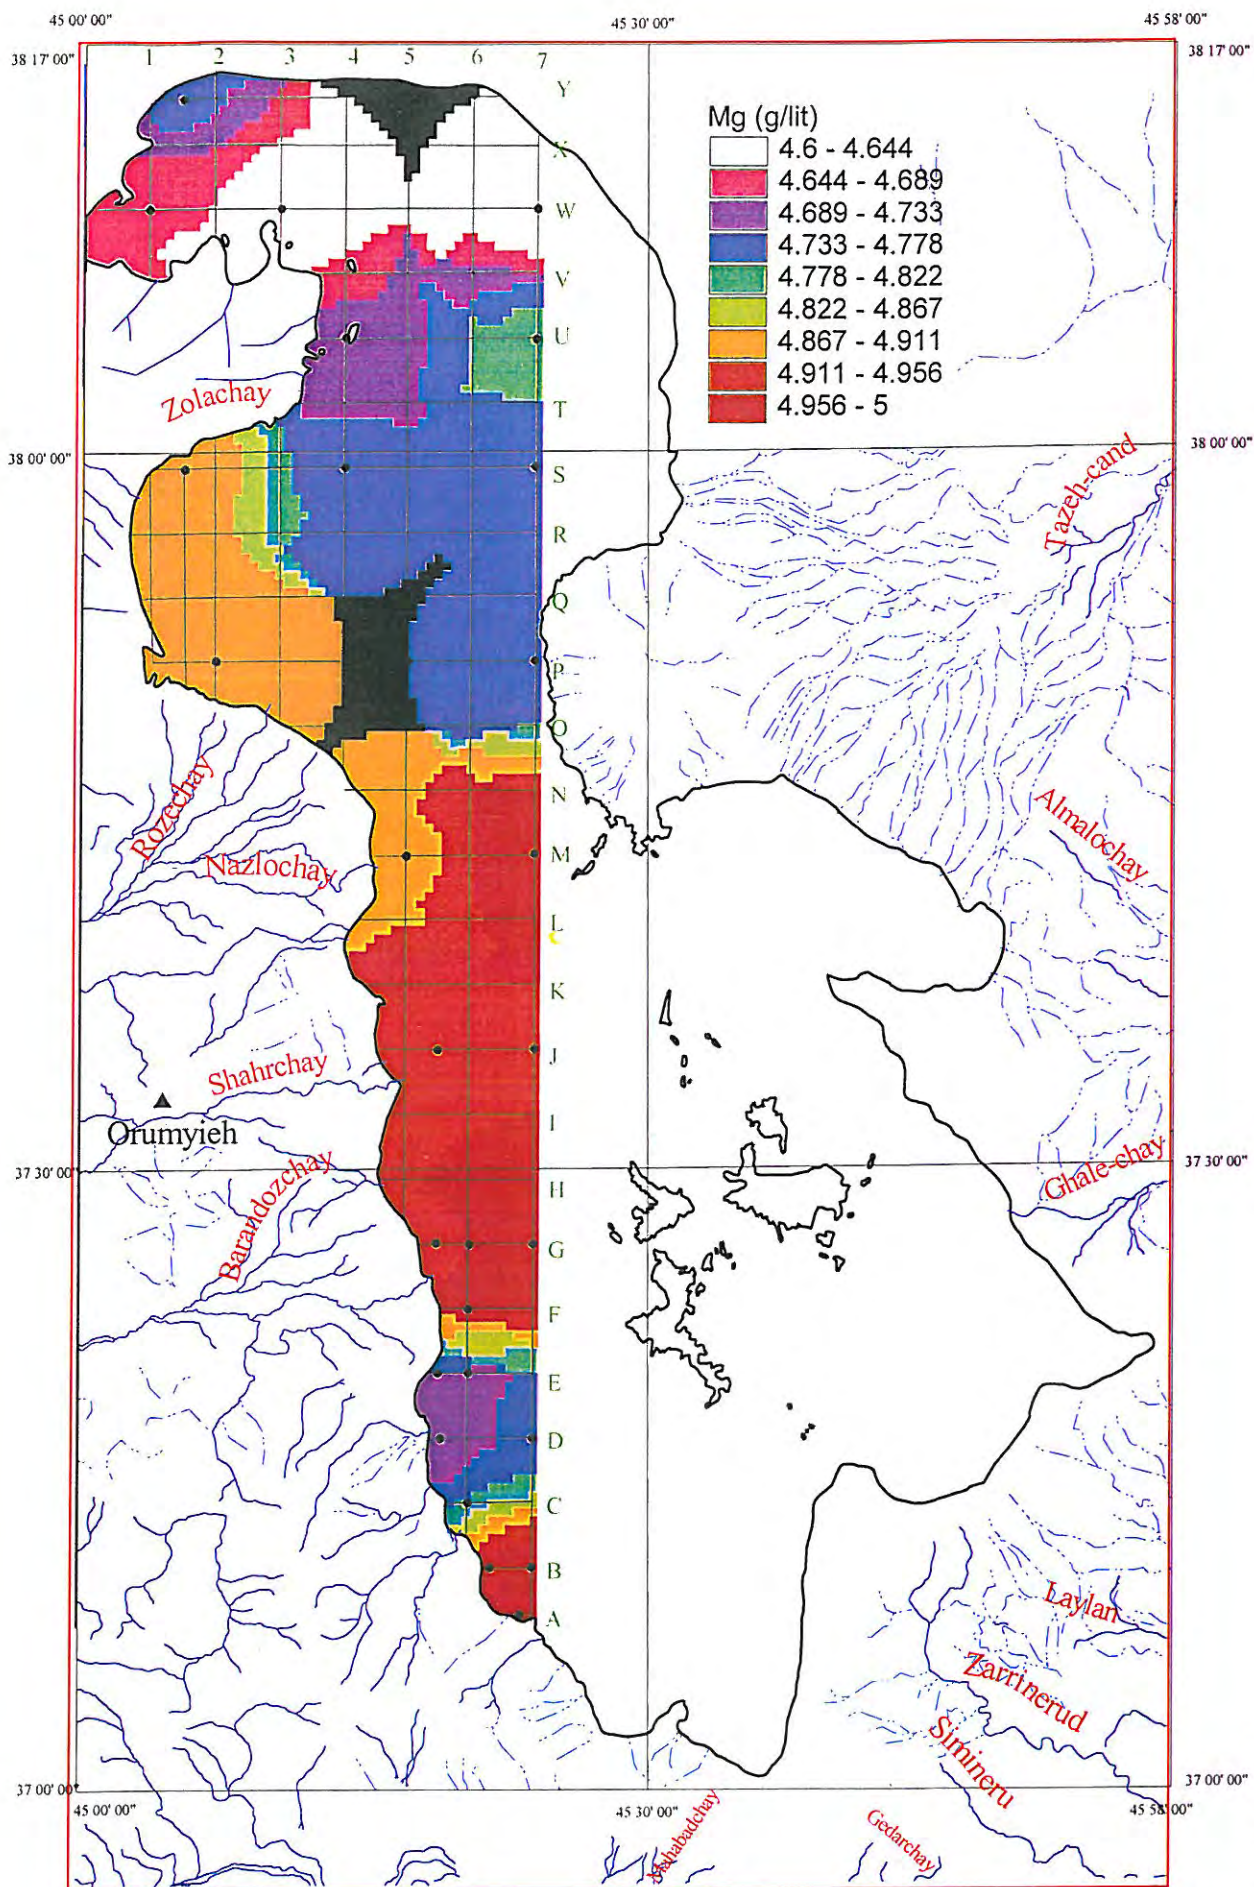 45 00' 00"
45 30' 00"
45 58' 00"
38 17' 00"
1 2 3 4 5 6 7
38 17' 00"
Y
Mg (g/lit)
4.6 - 4.644
4.644 - 4.689
4.689 - 4.733
4.733 - 4.778
4.778 - 4.822
4.822 - 4.867
4.867 - 4.911
4.911 - 4.956
4.956 - 5
X
W
V
U
T
Zolachay
38 00' 00"
38 00' 00"
S
Tazeh-cand
R
Q
P
O
Rozechay
N
Almalochay
Nazlochay
M
L
K
J
Shahrchay
I
Orumyieh
37 30' 00"
37 30' 00"
Ghale-chay
H
Barandozchay
G
F
E
D
C
B
Laylan
A
Zarrinerud
Simineru
37 00' 00"
37 00' 00"
45 00' 00"
45 30' 00"
45 58' 00"
Mahabadchay
Gedarchay